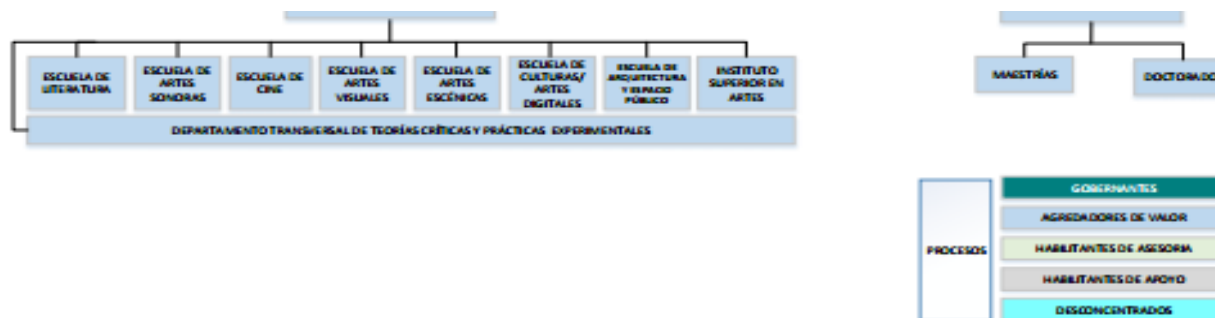 ESCUELA DE
LITERATURA
ESCUELA DE
ARTES
SONORAS
ESCUELA DE
CINE
ESCUELA DE
ARTES
VISUALES
ESCUELA DE
ARTES
ESCÉNICAS
ESCUELA DE
CULTURAS/
ARTES
DIGITALES
ESCUELA DE
ARQUITECTURA
Y ESPACIO
PÚBLICO
INSTITUTO
SUPERIOR EN
ARTES
MAESTRÍAS
DOCTORADO
DEPARTAMENTO TRANSVERSAL DE TEORÍAS CRÍTICAS Y PRÁCTICAS EXPERIMENTALES
PROCESOS
GOBERNANTES
AGREDADORES DE VALOR
HABILITANTES DE ASESORIA
HABILITANTES DE APOYO
DESCONCENTRADOS